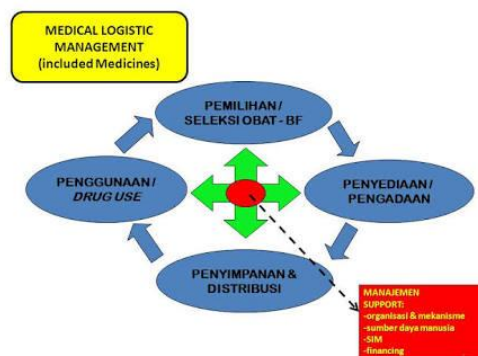 MEDICAL LOGISTIC
MANAGEMENT
(included Medicines)
PEMILIHAN /
SELEKSI OBAT - BF
PENGGUNAAN /
DRUG USE
PENYEDIAAN /
PENGADAAN
PENYIMPANAN &
DISTRIBUSI
MANAJEMEN
SUPPORT:
-organisasi & mekanisme
-sumber daya manusia
-SIM
-financing